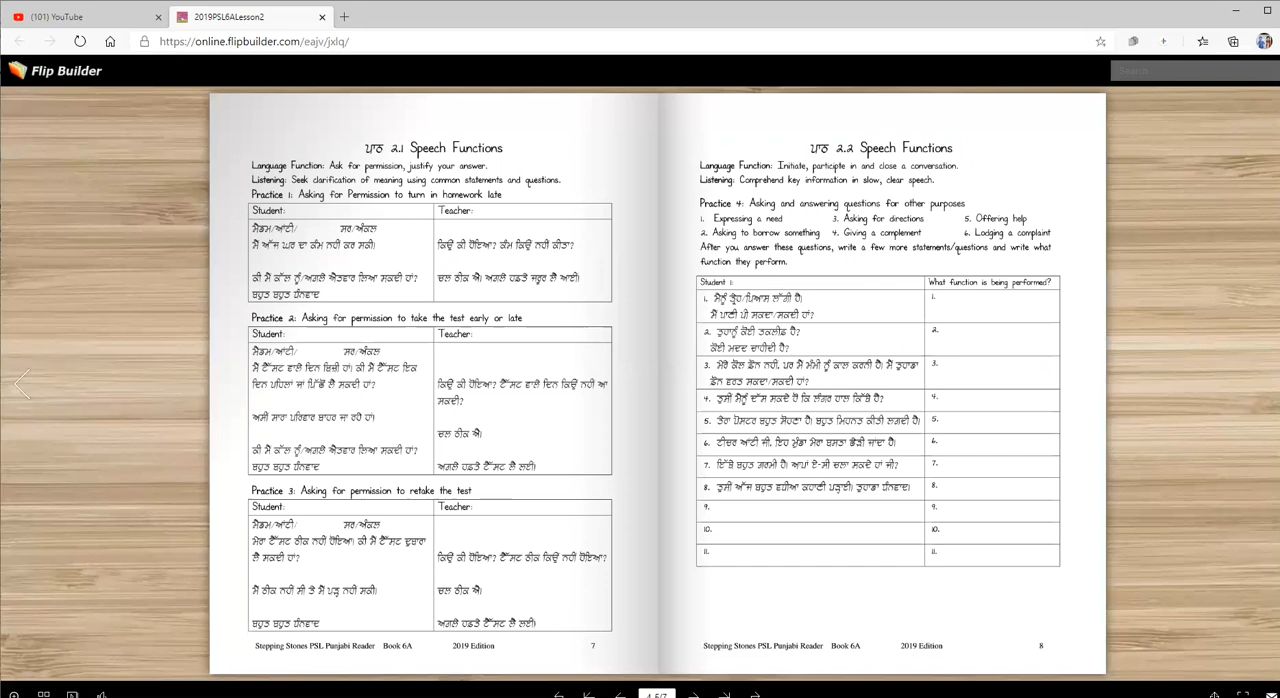 (101) YouTube
2019PSL6ALesson2
https://online.flipbuilder.com/eajv/jxlq/
Flip Builder
Search
ਪਾਠ ੨.1 Speech Functions
Language Function: Ask for permission, justify your answer.
Listening: Seek clarification of meaning using common statements and questions.
Practice 1: Asking for Permission to turn in homework late
Student: Teacher:
ਮੈਡਮ/ਆਂਟੀ/ ਸਰ/ਅੰਕਲ
ਮੈਂ ਅੱਜ ਘਰ ਦਾ ਕੰਮ ਨਹੀਂ ਕਰ ਸਕੀ। ਕਿਉਂ ਕੀ ਹੋਇਆ? ਕੰਮ ਕਿਉਂ ਨਹੀਂ ਕੀਤਾ?
ਕੀ ਮੈਂ ਕੱਲ ਨੂੰ/ਅਗਲੇ ਐਤਵਾਰ ਲਿਆ ਸਕਦੀ ਹਾਂ? ਚਲ ਠੀਕ ਐ। ਅਗਲੇ ਹਫ਼ਤੇ ਜਰੂਰ ਲੈ ਆਈਂ।
ਬਹੁਤ ਬਹੁਤ ਧੰਨਵਾਦ
Practice 2: Asking for permission to take the test early or late
Student: Teacher:
ਮੈਡਮ/ਆਂਟੀ/ ਸਰ/ਅੰਕਲ
ਮੈਂ ਟੈੱਸਟ ਵਾਲੇ ਦਿਨ ਬਿਜ਼ੀ ਹਾਂ। ਕੀ ਮੈਂ ਟੈੱਸਟ ਇਕ
ਦਿਨ ਪਹਿਲਾਂ ਜਾਂ ਪਿੱਛੋਂ ਲੈ ਸਕਦੀ ਹਾਂ? ਕਿਉਂ ਕੀ ਹੋਇਆ? ਟੈੱਸਟ ਵਾਲੇ ਦਿਨ ਕਿਉਂ ਨਹੀਂ ਆ
ਸਕਦੀ?
ਅਸੀਂ ਸਾਰਾ ਪਰਿਵਾਰ ਬਾਹਰ ਜਾ ਰਹੇ ਹਾਂ।
ਚਲ ਠੀਕ ਐ।
ਕੀ ਮੈਂ ਕੱਲ ਨੂੰ/ਅਗਲੇ ਐਤਵਾਰ ਲਿਆ ਸਕਦੀ ਹਾਂ?
ਬਹੁਤ ਬਹੁਤ ਧੰਨਵਾਦ ਅਗਲੇ ਹਫ਼ਤੇ ਟੈੱਸਟ ਲੈ ਲਈਂ।
Practice 3: Asking for permission to retake the test
Student: Teacher:
ਮੈਡਮ/ਆਂਟੀ/ ਸਰ/ਅੰਕਲ
ਮੇਰਾ ਟੈੱਸਟ ਠੀਕ ਨਹੀਂ ਹੋਇਆ। ਕੀ ਮੈਂ ਟੈੱਸਟ ਦੁਬਾਰਾ
ਲੈ ਸਕਦੀ ਹਾਂ? ਕਿਉਂ ਕੀ ਹੋਇਆ? ਟੈੱਸਟ ਠੀਕ ਕਿਉਂ ਨਹੀਂ ਹੋਇਆ?
ਮੈਂ ਠੀਕ ਨਹੀਂ ਸੀ ਤੇ ਮੈਂ ਪੜ੍ਹ ਨਹੀਂ ਸਕੀ। ਚਲ ਠੀਕ ਐ।
ਬਹੁਤ ਬਹੁਤ ਧੰਨਵਾਦ ਅਗਲੇ ਹਫ਼ਤੇ ਟੈੱਸਟ ਲੈ ਲਈਂ।
Stepping Stones PSL Punjabi Reader Book 6A 2019 Edition 7
ਪਾਠ ੨.੨ Speech Functions
Language Function: Initiate, participte in and close a conversation.
Listening: Comprehend key information in slow, clear speech.
Practice 4: Asking and answering questions for other purposes
1. Expressing a need 3. Asking for directions 5. Offering help
2. Asking to borrow something 4. Giving a complement 6. Lodging a complaint
After you answer these questions, write a few more statements/questions and write what
function they perform.
Student 1: What function is being performed?
1. ਮੈਨੂੰ ਤ੍ਰੇਹ/ਪਿਆਸ ਲੱਗੀ ਹੈ। 1.
ਮੈਂ ਪਾਣੀ ਪੀ ਸਕਦਾ/ਸਕਦੀ ਹਾਂ?
2. ਤੁਹਾਨੂੰ ਕੋਈ ਤਕਲੀਫ਼ ਹੈ? 2.
ਕੋਈ ਮਦਦ ਚਾਹੀਦੀ ਹੈ?
3. ਮੇਰੇ ਕੋਲ ਫ਼ੋਨ ਨਹੀਂ, ਪਰ ਮੈਂ ਮੰਮੀ ਨੂੰ ਕਾਲ ਕਰਨੀ ਹੈ। ਮੈਂ ਤੁਹਾਡਾ 3.
ਫ਼ੋਨ ਵਰਤ ਸਕਦਾ/ਸਕਦੀ ਹਾਂ?
4. ਤੁਸੀਂ ਮੈਨੂੰ ਦੱਸ ਸਕਦੇ ਹੋ ਕਿ ਲੰਗਰ ਹਾਲ ਕਿੱਥੇ ਹੈ? 4.
5. ਤੇਰਾ ਪੋਸਟਰ ਬਹੁਤ ਸੋਹਣਾ ਹੈ। ਬਹੁਤ ਮਿਹਨਤ ਕੀਤੀ ਲਗਦੀ ਹੈ। 5.
6. ਟੀਚਰ ਆਂਟੀ ਜੀ, ਇਹ ਮੁੰਡਾ ਮੇਰਾ ਬਸਤਾ ਛੇੜੀ ਜਾਂਦਾ ਹੈ। 6.
7. ਇੱਥੇ ਬਹੁਤ ਗਰਮੀ ਹੈ। ਆਪਾਂ ਏ-ਸੀ ਚਲਾ ਸਕਦੇ ਹਾਂ ਜੀ? 7.
8. ਤੁਸੀਂ ਅੱਜ ਬਹੁਤ ਵਧੀਆ ਕਹਾਣੀ ਪੜ੍ਹਾਈ। ਤੁਹਾਡਾ ਧੰਨਵਾਦ। 8.
9. 9.
10. 10.
11. 11.
Stepping Stones PSL Punjabi Reader Book 6A 2019 Edition 8